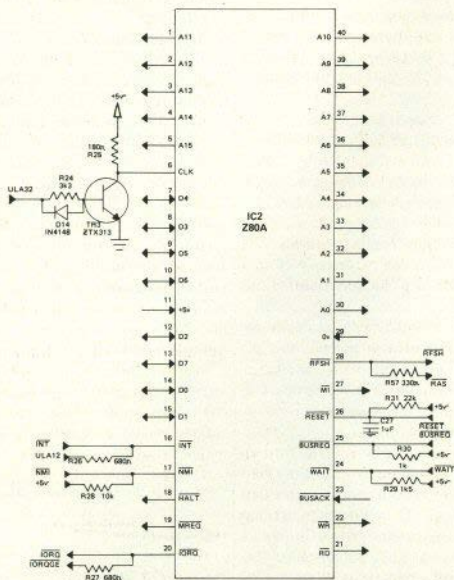 1 A11
2 A12
3 A13
4 A14
5 A15
+5v
180Ω
R25
6 CLK
ULA32
R24
3k3
D14
IN4148
TR3
ZTX313
7 D4
8 D3
9 D5
10 D6
11 +5v
12 D2
13 D7
14 D0
15 D1
INT
16 INT
ULA12
R26 680Ω
NMI
17 NMI
+5v
R28 10k
18 HALT
19 MREQ
IORQ
20 IORQ
IORQGE
R27 680Ω
IC2
Z80A
A10 40
A9 39
A8 38
A7 37
A6 36
A5 35
A4 34
A3 33
A2 32
A1 31
A0 30
0v 29
RFSH 28
RFSH
R57 330Ω
RAS
M1 27
R31 22k
+5v
RESET 26
RESET
C27
1uF
BUSREQ
BUSREQ 25
R30
1k
+5v
WAIT 24
WAIT
R29 1k5
+5v
BUSACK 23
WR 22
RD 21